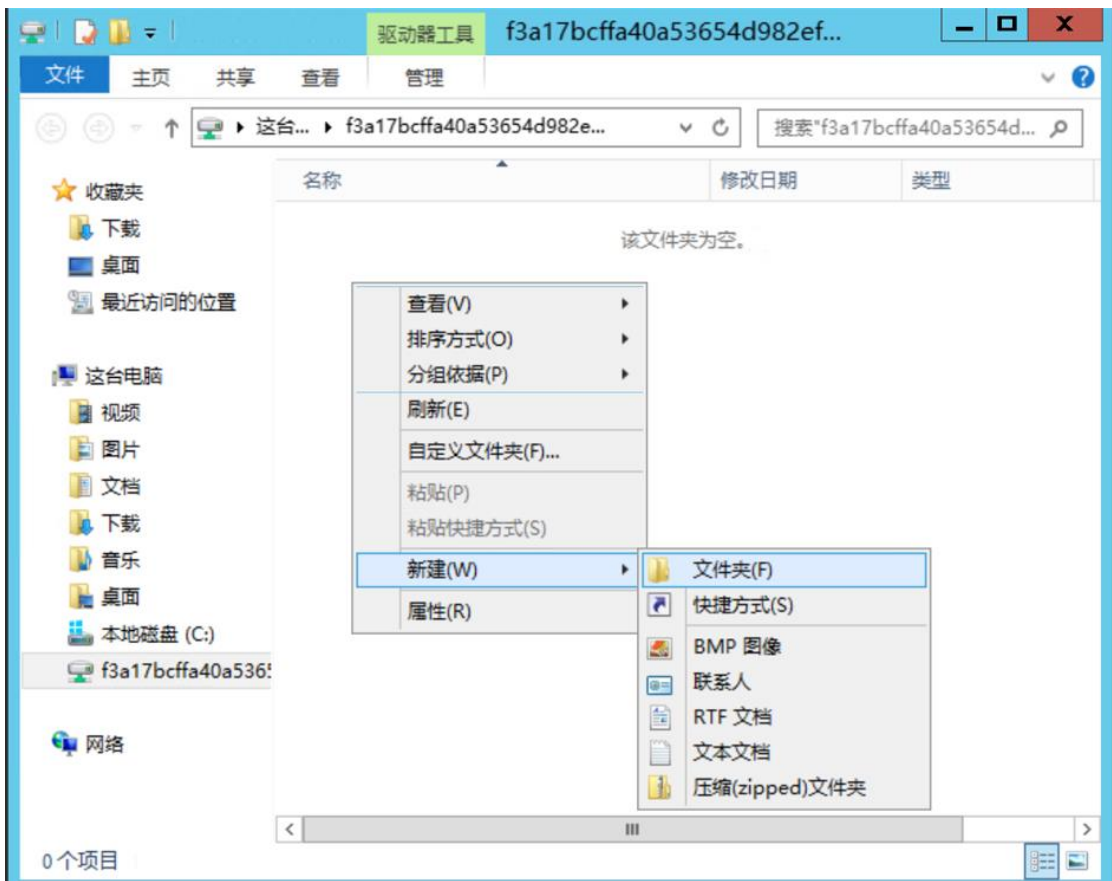 驱动器工具
f3a17bcffa40a53654d982ef...
文件 主页 共享 查看 管理
这台... f3a17bcffa40a53654d982e...
搜索"f3a17bcffa40a53654d...
名称 修改日期 类型
该文件夹为空。
收藏夹
下载
桌面
最近访问的位置
这台电脑
视频
图片
文档
下载
音乐
桌面
本地磁盘 (C:)
f3a17bcffa40a536
网络
查看(V)
排序方式(O)
分组依据(P)
刷新(E)
自定义文件夹(F)...
粘贴(P)
粘贴快捷方式(S)
新建(W)
属性(R)
文件夹(F)
快捷方式(S)
BMP 图像
联系人
RTF 文档
文本文档
压缩(zipped)文件夹
0 个项目